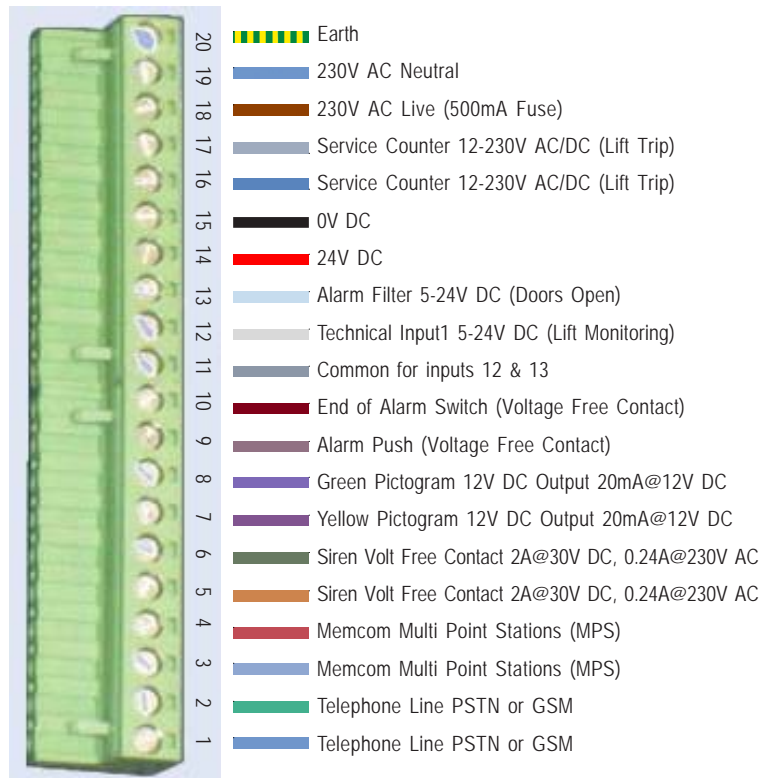 20 Earth
19 230V AC Neutral
18 230V AC Live (500mA Fuse)
17 Service Counter 12-230V AC/DC (Lift Trip)
16 Service Counter 12-230V AC/DC (Lift Trip)
15 0V DC
14 24V DC
13 Alarm Filter 5-24V DC (Doors Open)
12 Technical Input1 5-24V DC (Lift Monitoring)
11 Common for inputs 12 & 13
10 End of Alarm Switch (Voltage Free Contact)
9 Alarm Push (Voltage Free Contact)
8 Green Pictogram 12V DC Output 20mA@12V DC
7 Yellow Pictogram 12V DC Output 20mA@12V DC
6 Siren Volt Free Contact 2A@30V DC, 0.24A@230V AC
5 Siren Volt Free Contact 2A@30V DC, 0.24A@230V AC
4 Memcom Multi Point Stations (MPS)
3 Memcom Multi Point Stations (MPS)
2 Telephone Line PSTN or GSM
1 Telephone Line PSTN or GSM